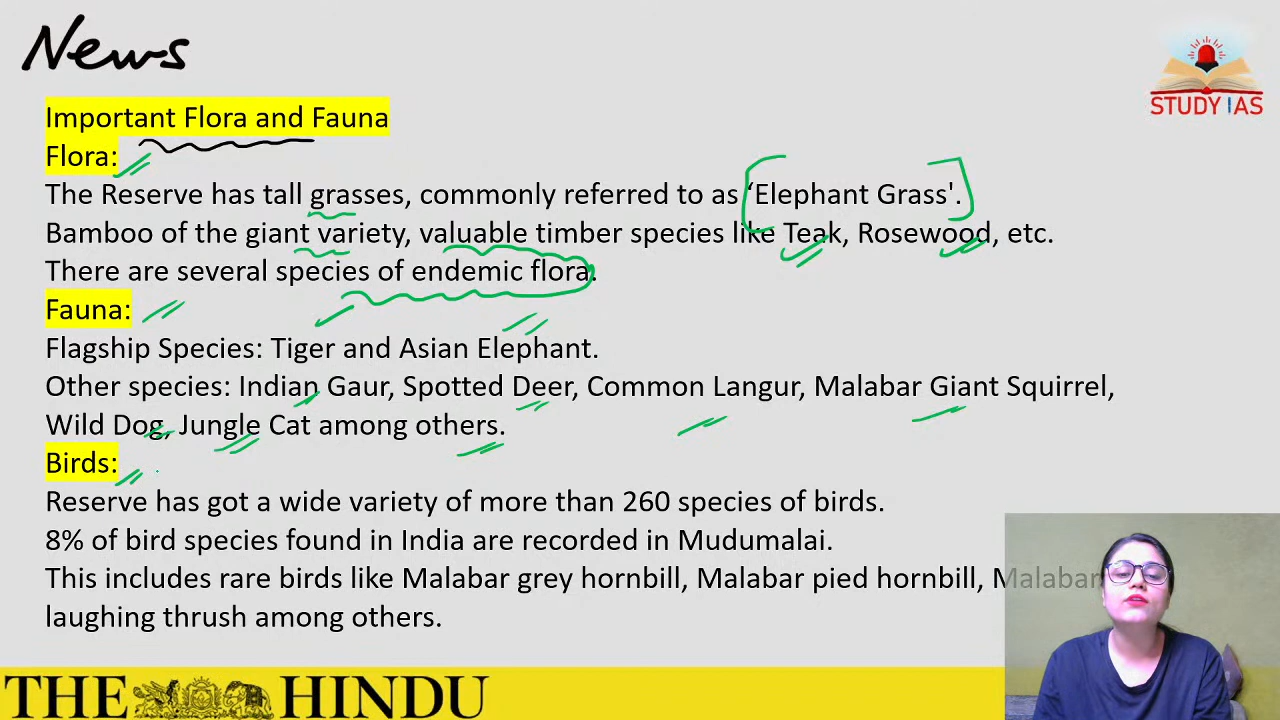 News
STUDY IAS
Important Flora and Fauna
Flora:
The Reserve has tall grasses, commonly referred to as ‘Elephant Grass'.
Bamboo of the giant variety, valuable timber species like Teak, Rosewood, etc.
There are several species of endemic flora.
Fauna:
Flagship Species: Tiger and Asian Elephant.
Other species: Indian Gaur, Spotted Deer, Common Langur, Malabar Giant Squirrel,
Wild Dog, Jungle Cat among others.
Birds:
Reserve has got a wide variety of more than 260 species of birds.
8% of bird species found in India are recorded in Mudumalai.
This includes rare birds like Malabar grey hornbill, Malabar pied hornbill, Malabar
laughing thrush among others.
THE HINDU